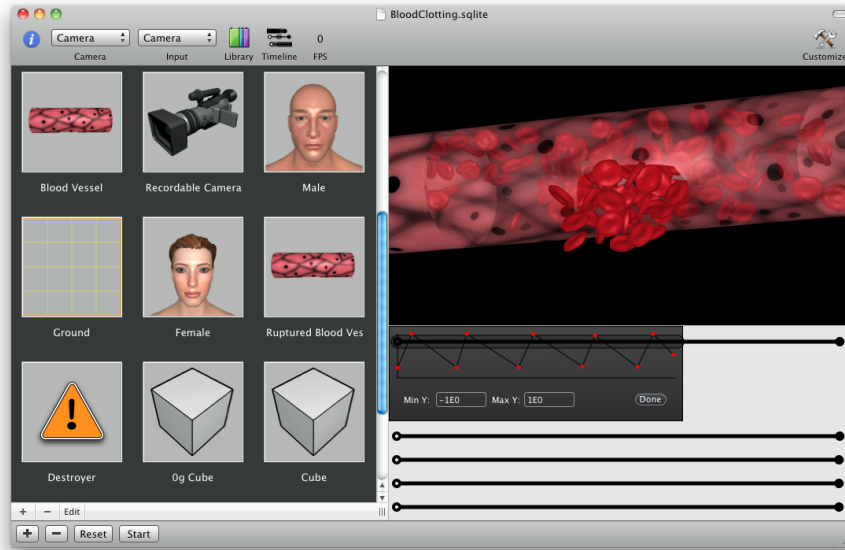 BloodClotting.sqlite
Camera
Camera
0
Camera
Input
Library
Timeline
FPS
Customize
Blood Vessel
Recordable Camera
Male
Ground
Female
Ruptured Blood Ves
Min Y:
-1E0
Max Y:
1E0
Done
Destroyer
0g Cube
Cube
+
−
Edit
+
−
Reset
Start